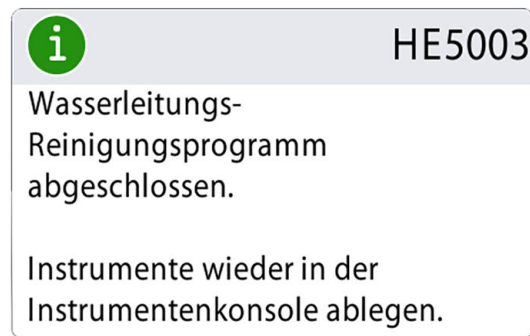 HE5003
Wasserleitungs-
Reinigungsprogramm
abgeschlossen.
Instrumente wieder in der
Instrumentenkonsole ablegen.